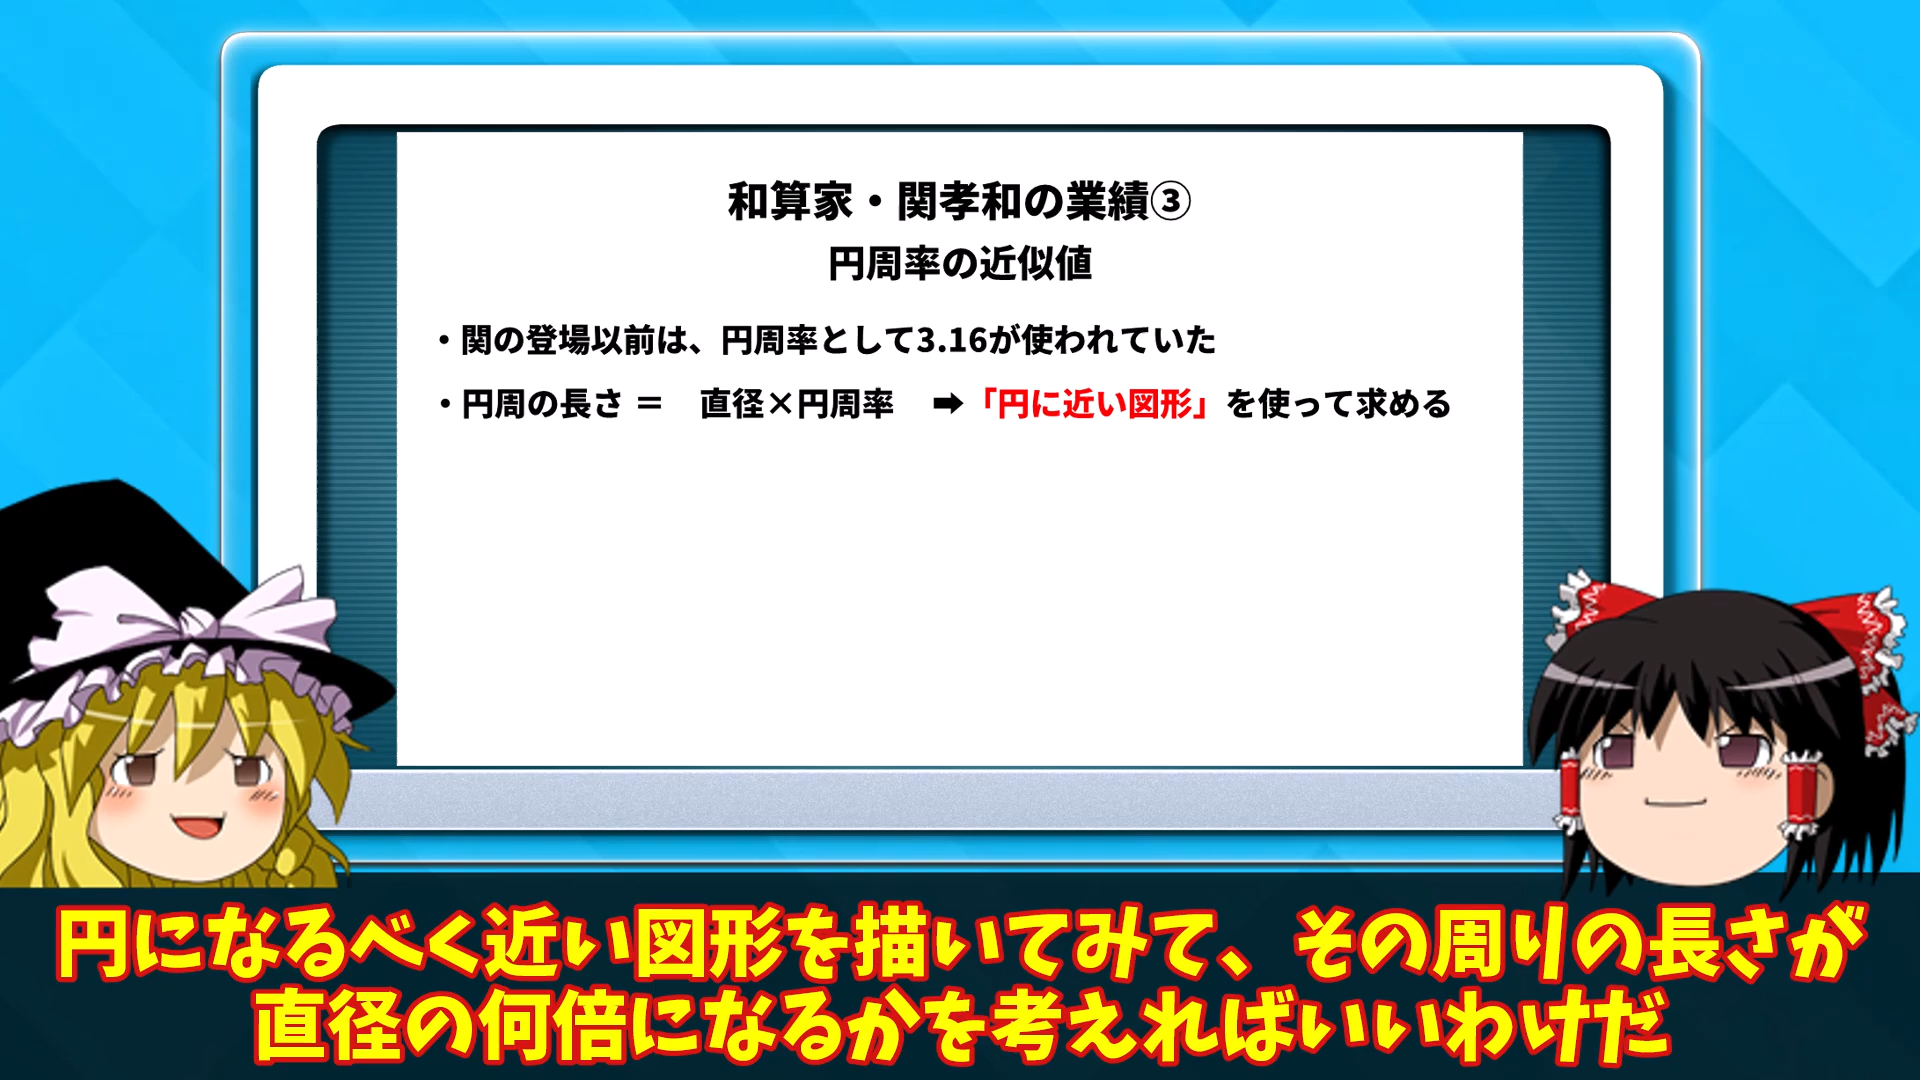 和算家・関孝和の業績③
円周率の近似値
・関の登場以前は、円周率として3.16が使われていた
・円周の長さ＝　直径×円周率　➡「円に近い図形」を使って求める
円になるべく近い図形を描いてみて、その周りの長さが
直径の何倍になるかを考えればいいわけだ